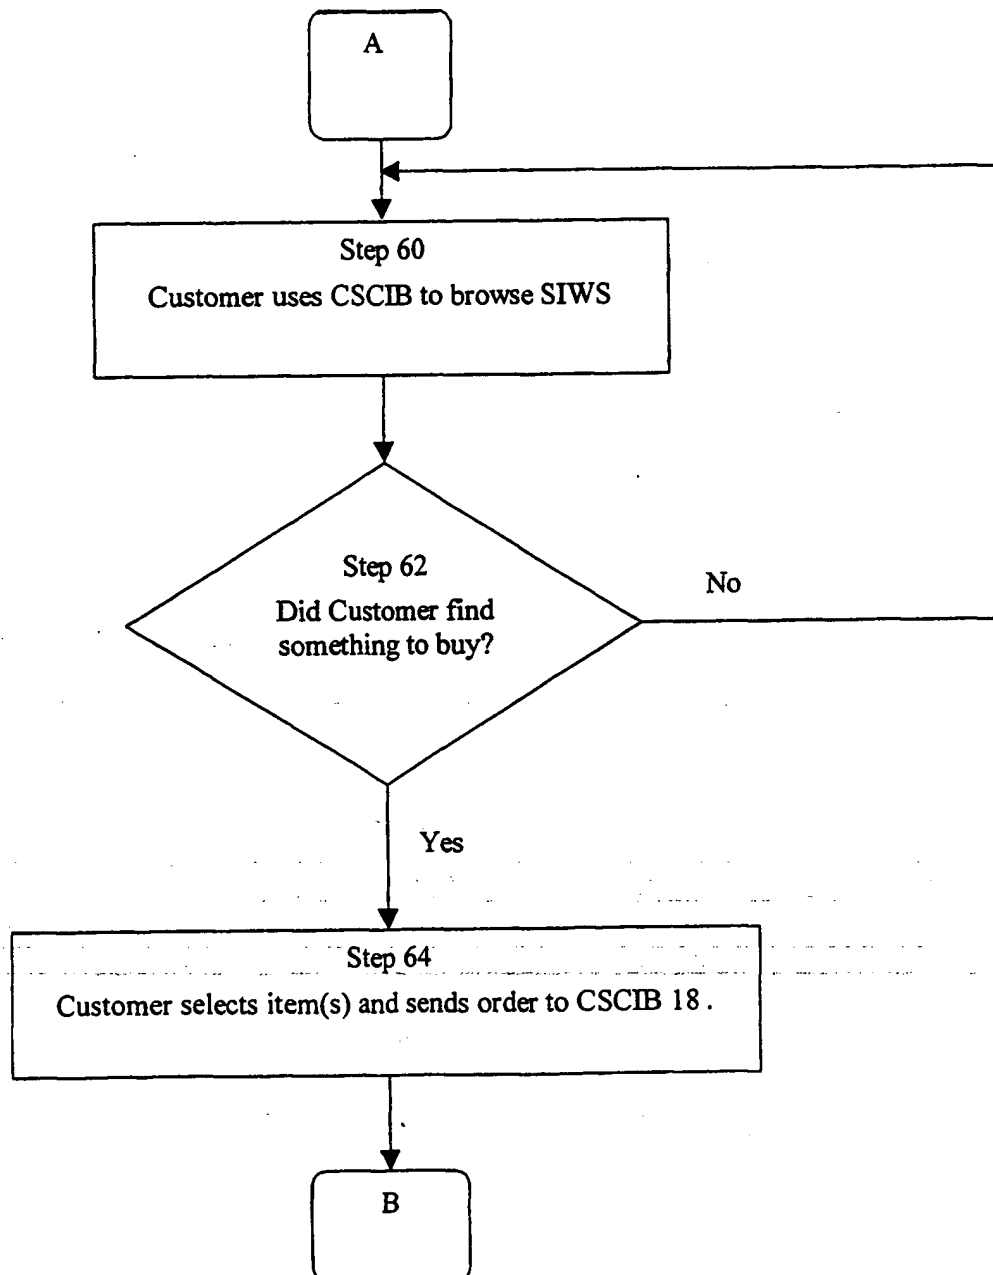 A
Step 60
Customer uses CSCIB to browse SIWS
Step 62
Did Customer find
something to buy?
No
Yes
Step 64
Customer selects item(s) and sends order to CSCIB 18 .
B